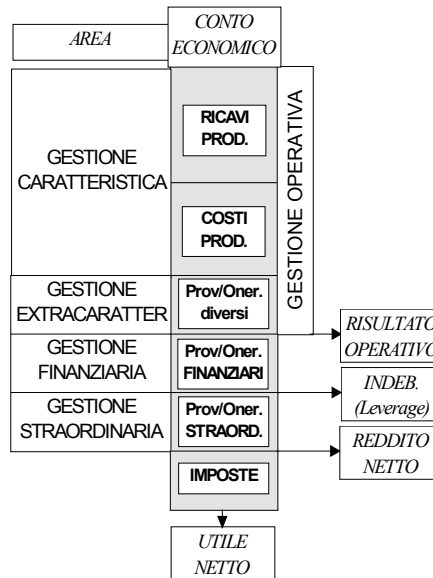 AREA
CONTO
ECONOMICO
GESTIONE
CARATTERISTICA
RICAVI
PROD.
COSTI
PROD.
GESTIONE OPERATIVA
GESTIONE
EXTRACARATTER
Prov/Oner.
diversi
RISULTATO
OPERATIVO
GESTIONE
FINANZIARIA
Prov/Oner.
FINANZIARI
INDEB.
(Leverage)
GESTIONE
STRAORDINARIA
Prov/Oner.
STRAORD.
REDDITO
NETTO
IMPOSTE
UTILE
NETTO